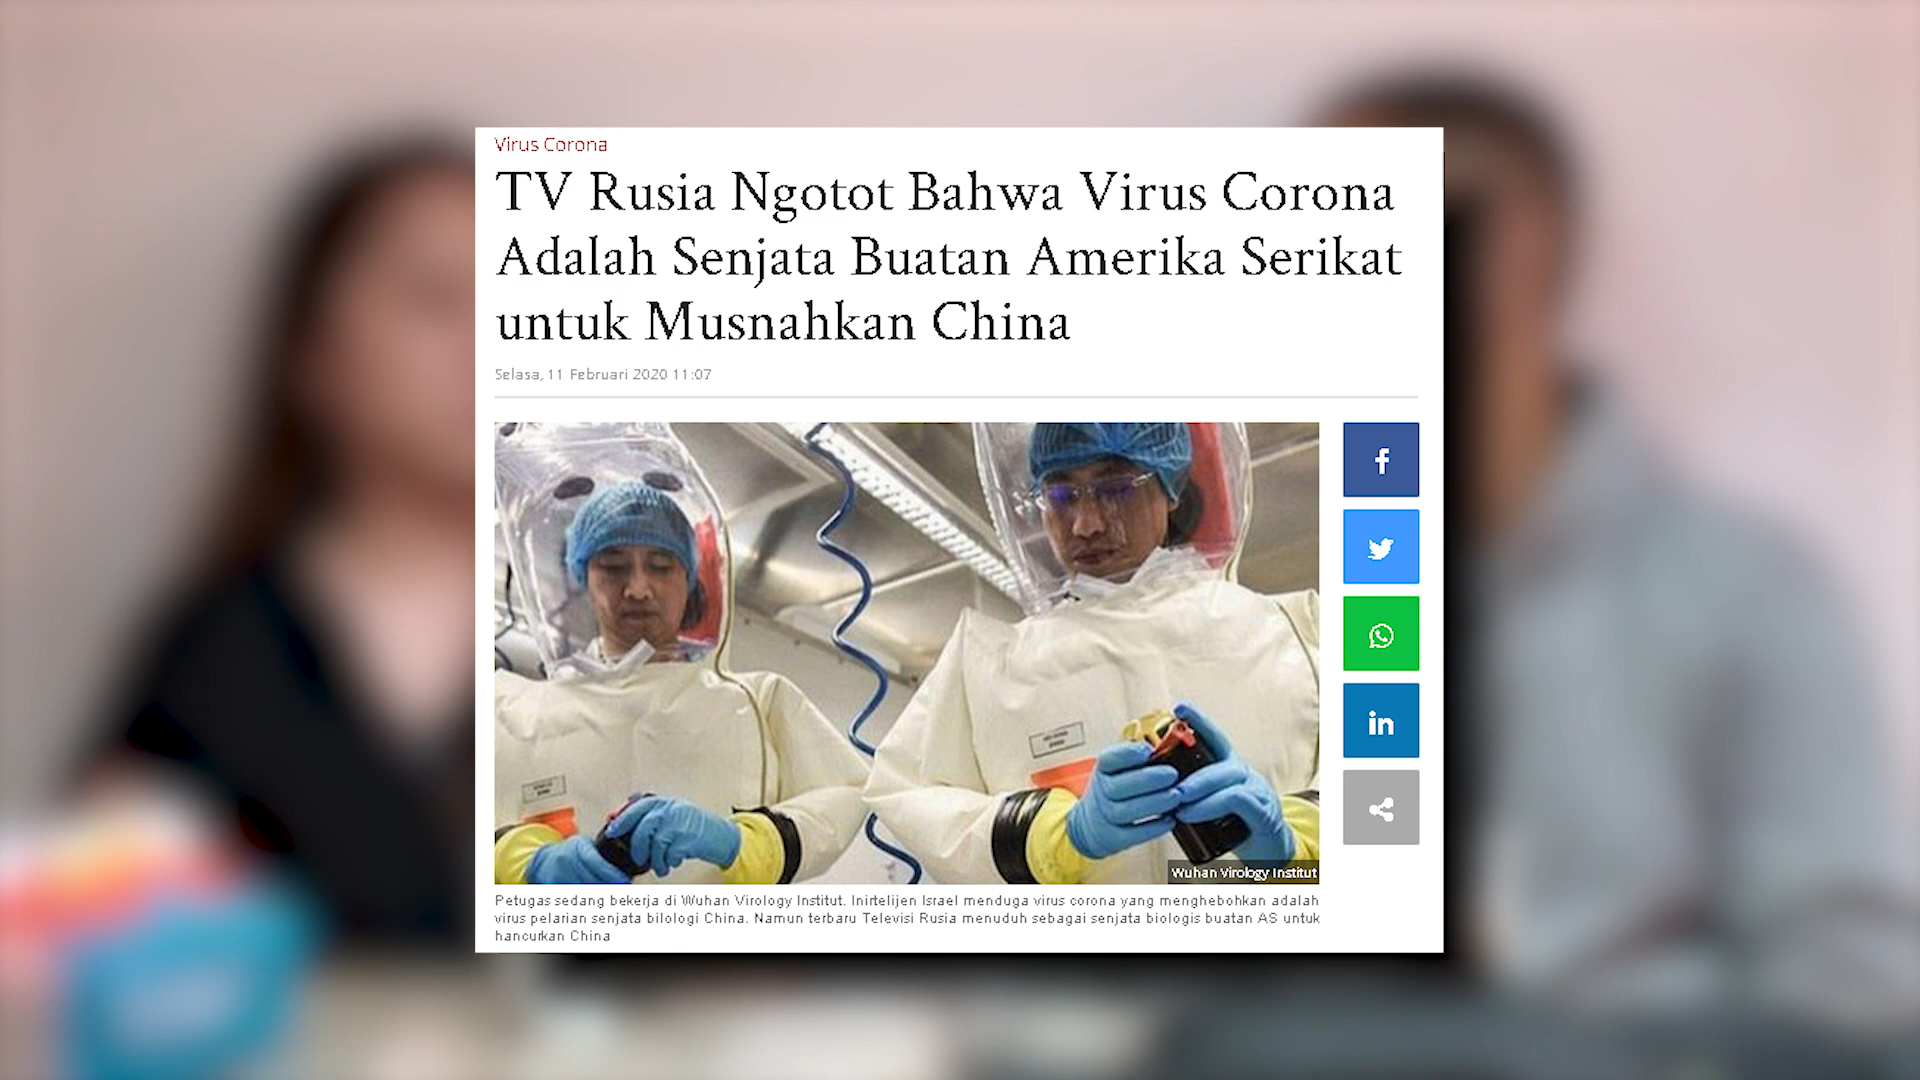 Virus Corona
TV Rusia Ngotot Bahwa Virus Corona
Adalah Senjata Buatan Amerika Serikat
untuk Musnahkan China
Selasa, 11 Februari 2020 11:07
Wuhan Virology Institut
Petugas sedang bekerja di Wuhan Virology Institut. Inirtelijen Israel menduga virus corona yang menghebohkan adalah
virus pelarian senjata bilologi China. Namun terbaru Televisi Rusia menuduh sebagai senjata biologis buatan AS untuk
hancurkan China